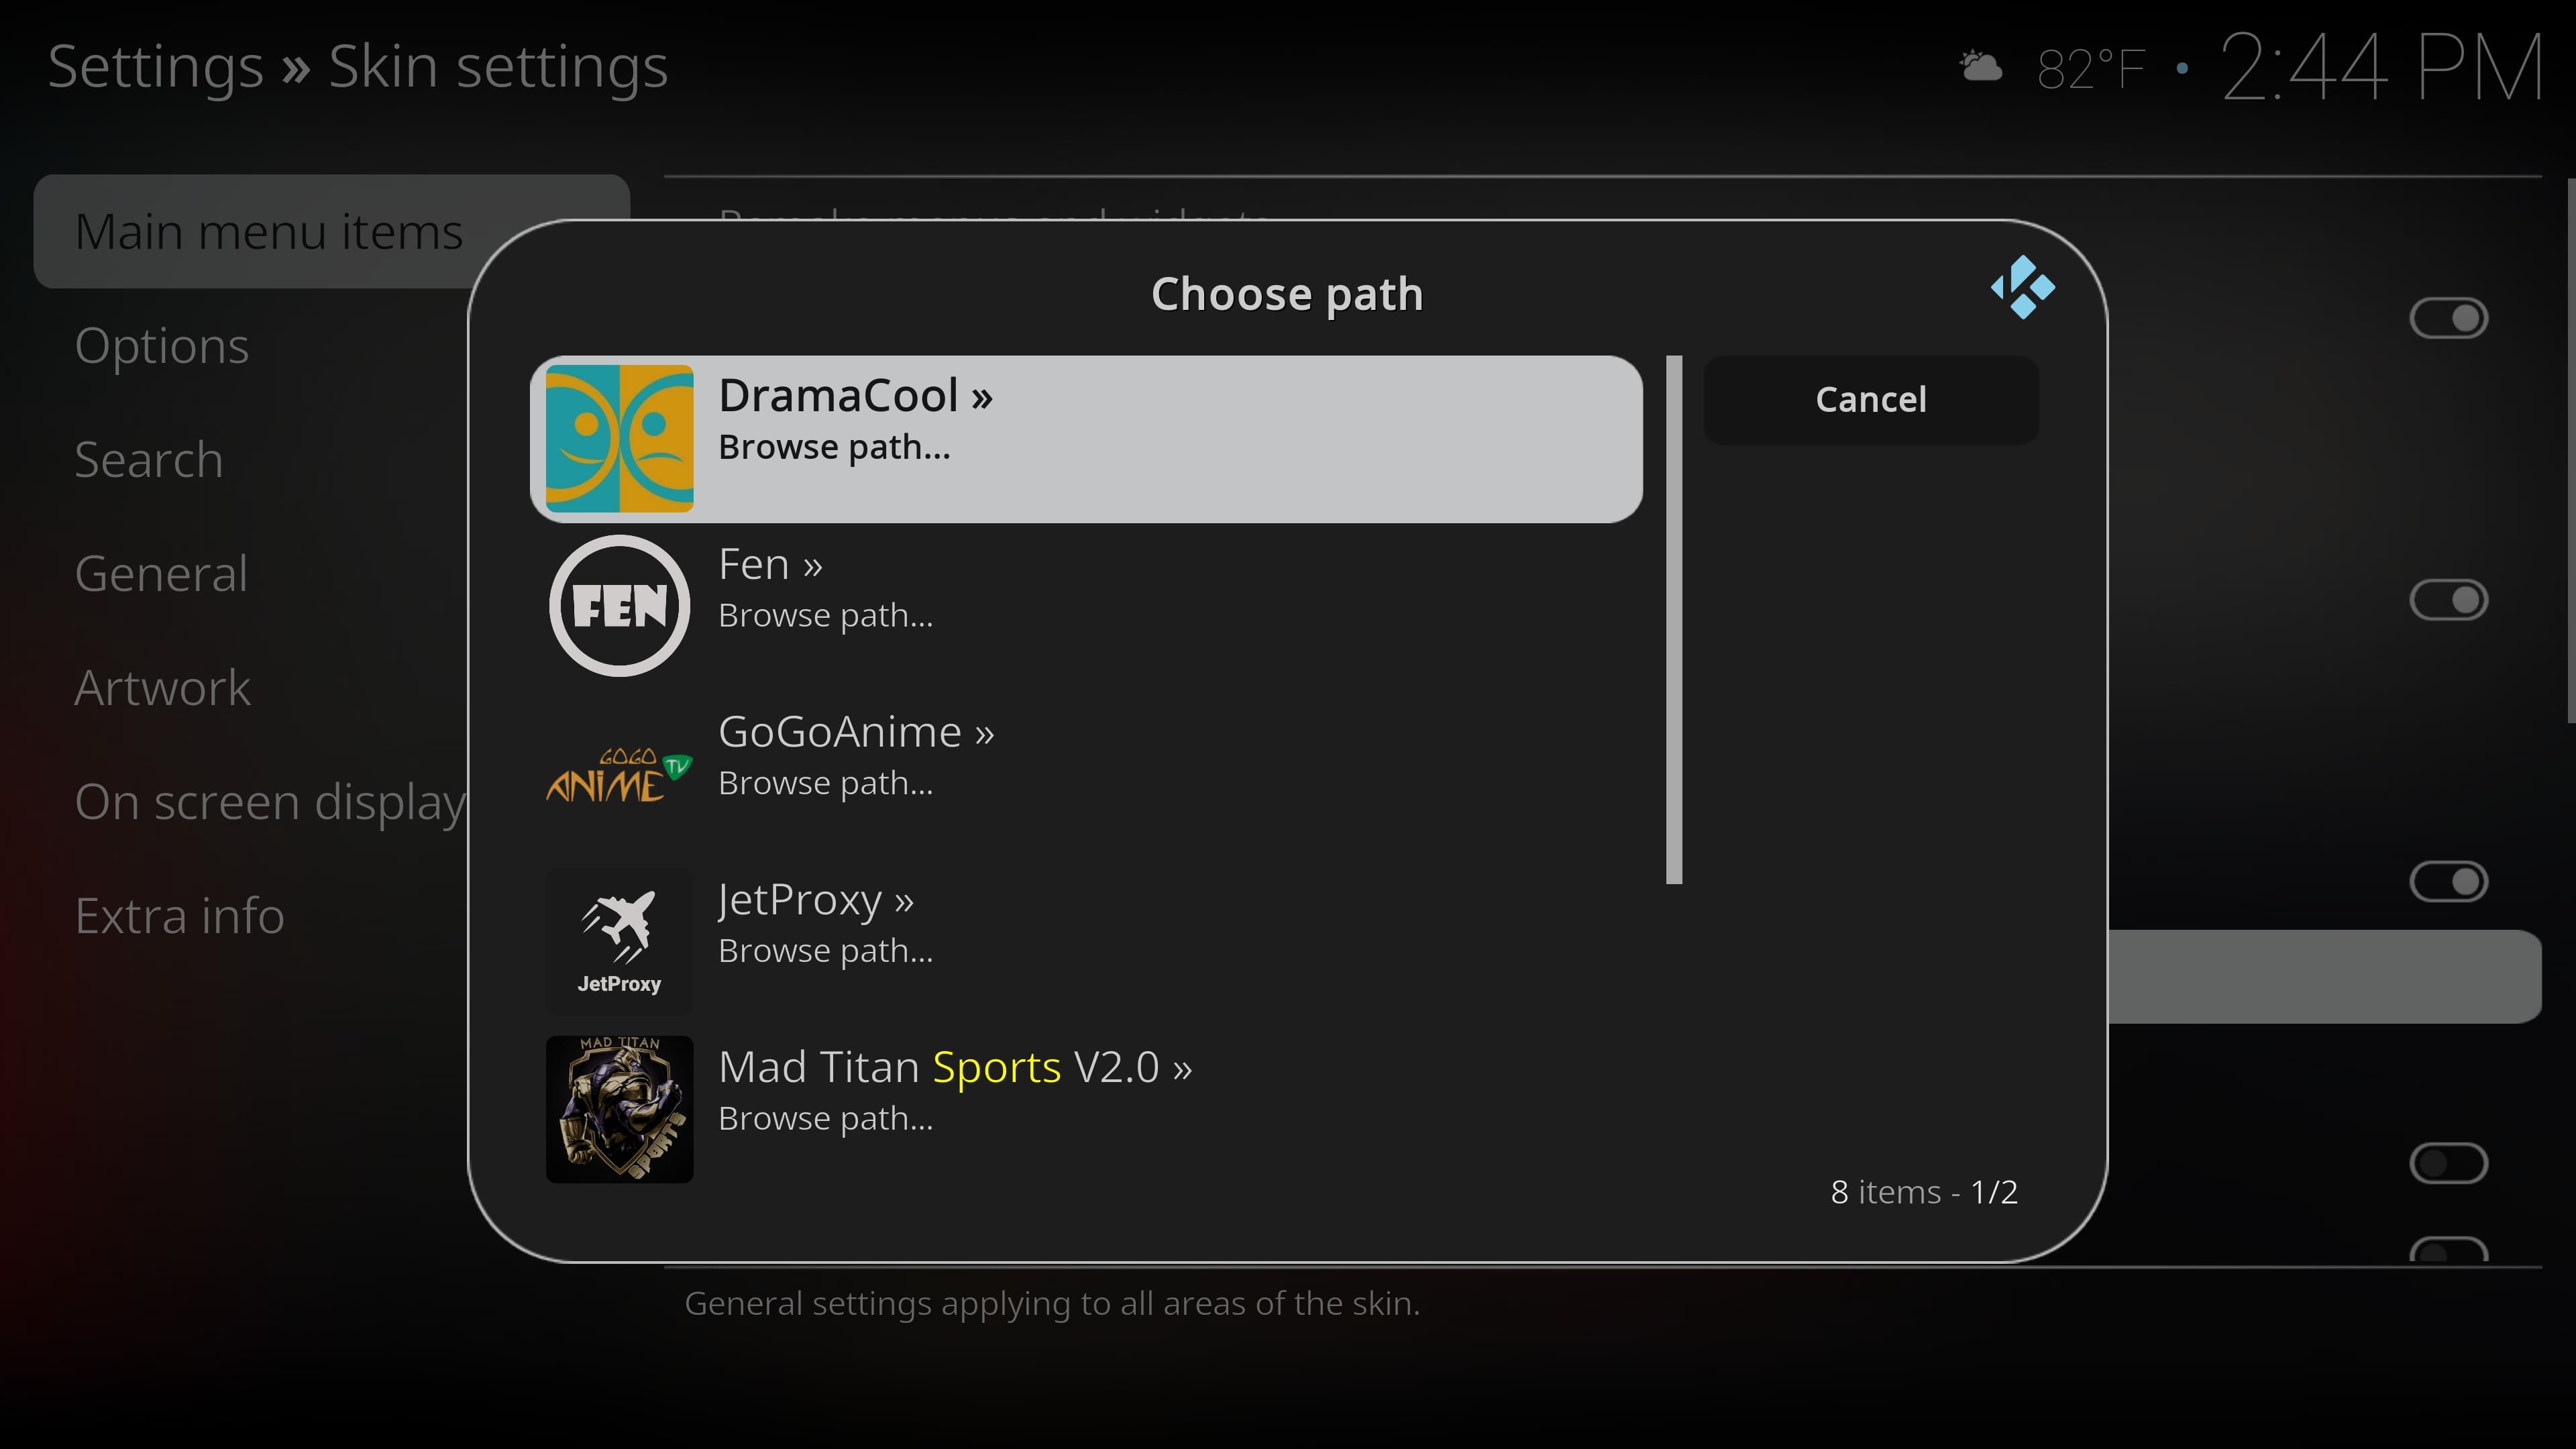 Settings » Skin settings
82°F • 2:44 PM
Main menu items
Options
Search
General
Artwork
On screen display
Extra info
Choose path
Cancel
DramaCool »
Browse path...
FEN
Fen »
Browse path...
GOGO
ANiME TV
GoGoAnime »
Browse path...
JetProxy
JetProxy »
Browse path...
MAD TITAN
SPORTS
Mad Titan Sports V2.0 »
Browse path...
8 items - 1/2
General settings applying to all areas of the skin.